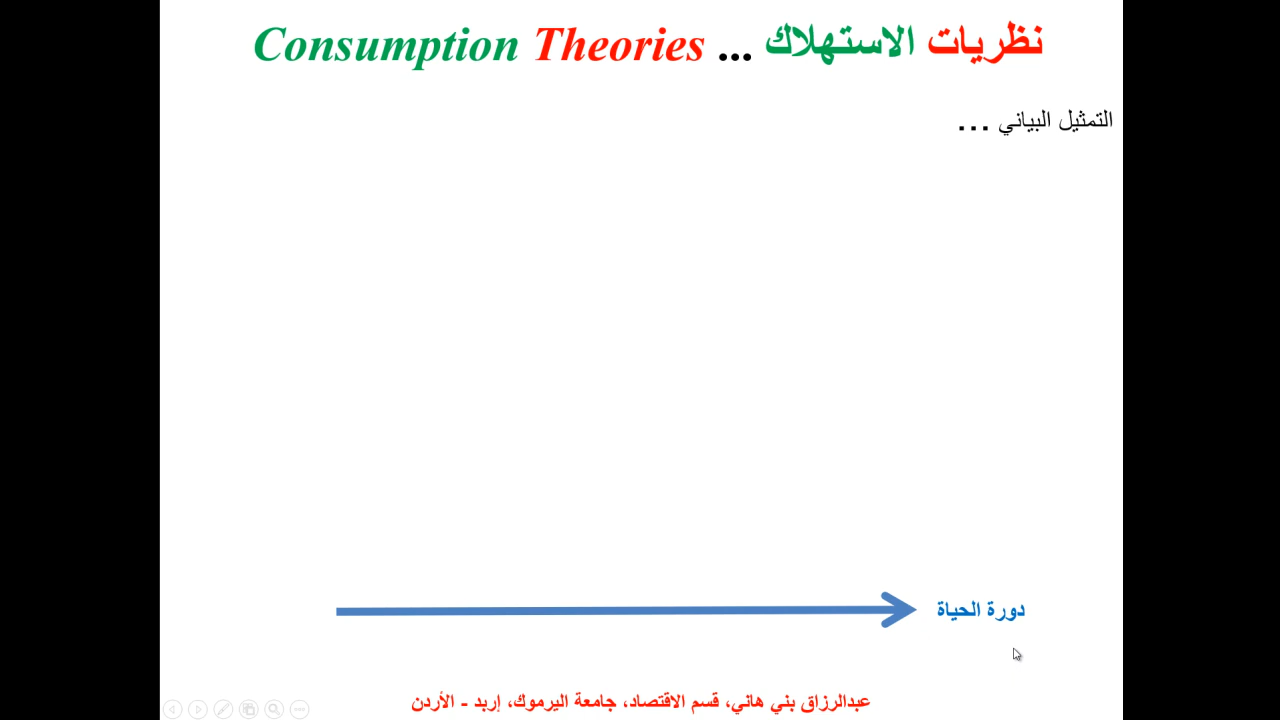 نظريات الاستهلاك ... Consumption Theories
التمثيل البياني ...
دورة الحياة
عبدالرزاق بني هاني، قسم الاقتصاد، جامعة اليرموك، إربد - الأردن